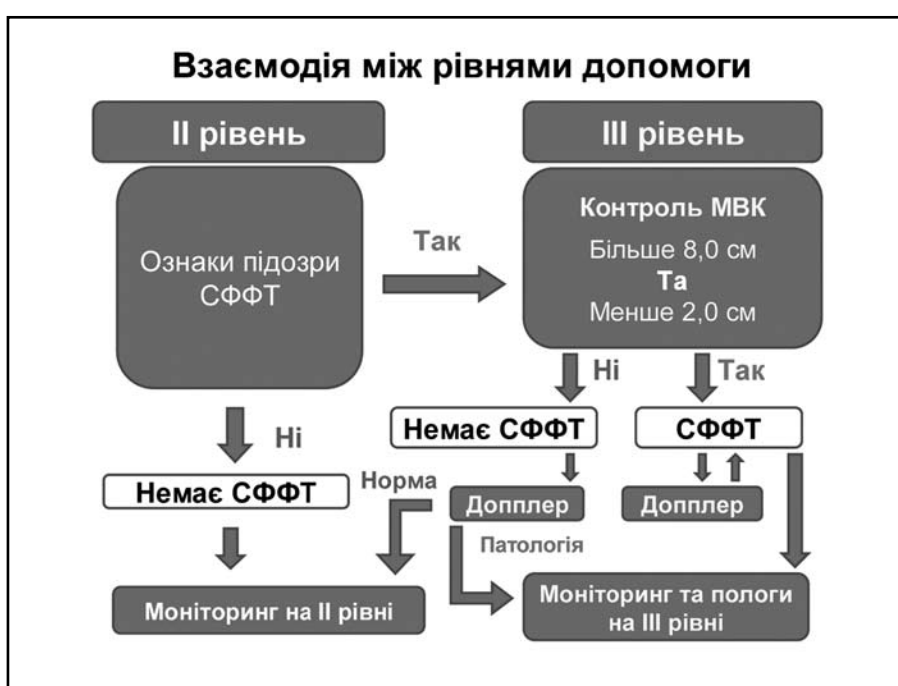 Взаємодія між рівнями допомоги
II рівень
III рівень
Ознаки підозри
СФФТ
Так
Контроль МВК
Більше 8,0 см
Та
Менше 2,0 см
Ні
Немає СФФТ
Моніторинг на II рівні
Ні
Так
Немає СФФТ
СФФТ
Норма
Допплер
Допплер
Патологія
Моніторинг та пологи
на III рівні